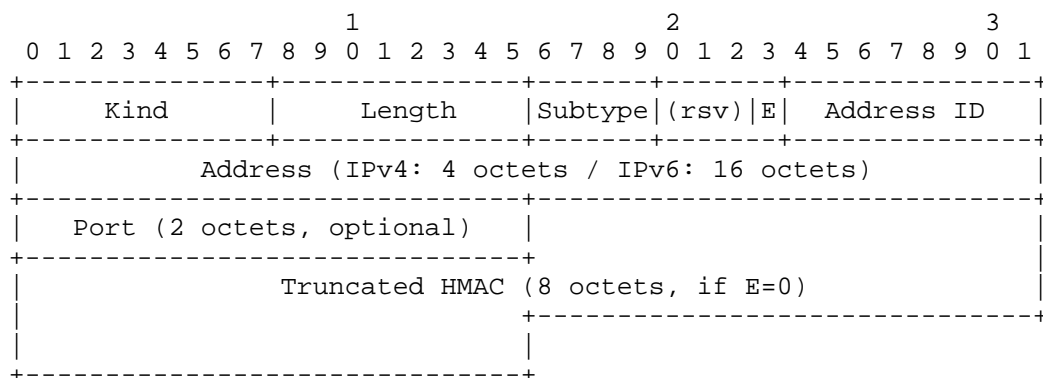 1 2 3
0 1 2 3 4 5 6 7 8 9 0 1 2 3 4 5 6 7 8 9 0 1 2 3 4 5 6 7 8 9 0 1
Kind Length Subtype (rsv) E Address ID
Address (IPv4: 4 octets / IPv6: 16 octets)
Port (2 octets, optional)
Truncated HMAC (8 octets, if E=0)